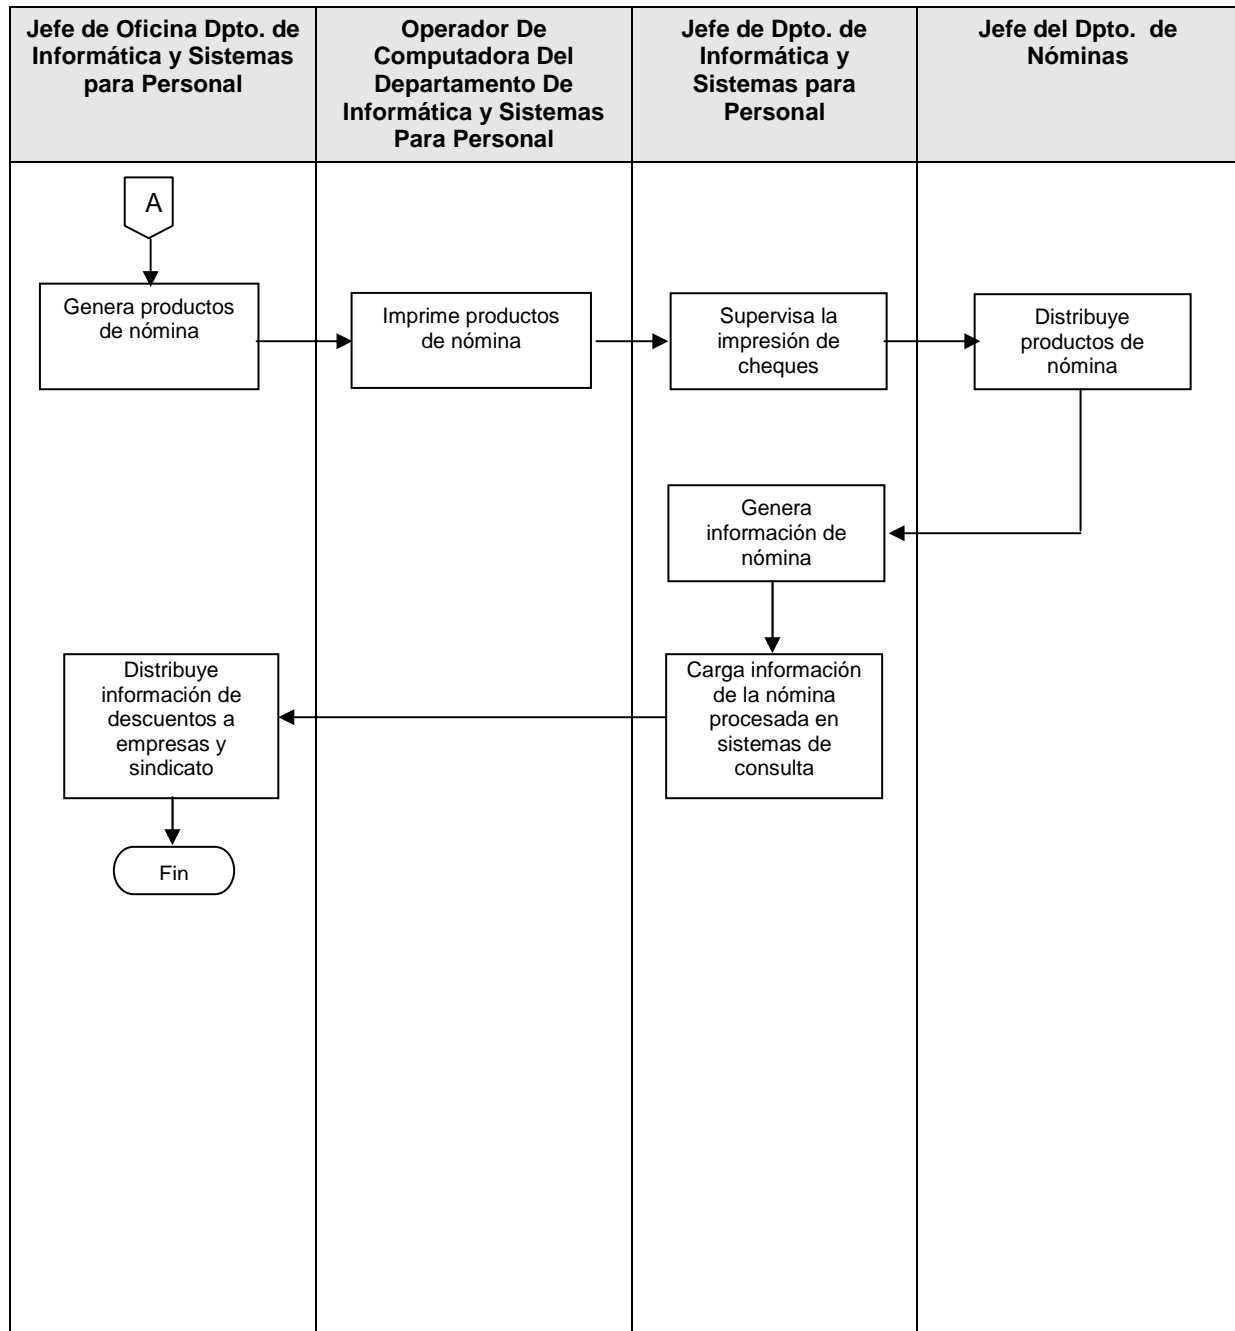 Jefe de Oficina Dpto. de
Informática y Sistemas
para Personal
Operador De
Computadora Del
Departamento De
Informática y Sistemas
Para Personal
Jefe de Dpto. de
Informática y
Sistemas para
Personal
Jefe del Dpto. de
Nóminas
A
Genera productos
de nómina
Imprime productos
de nómina
Supervisa la
impresión de
cheques
Distribuye
productos de
nómina
Genera
información de
nómina
Distribuye
información de
descuentos a
empresas y
sindicato
Carga información
de la nómina
procesada en
sistemas de
consulta
Fin